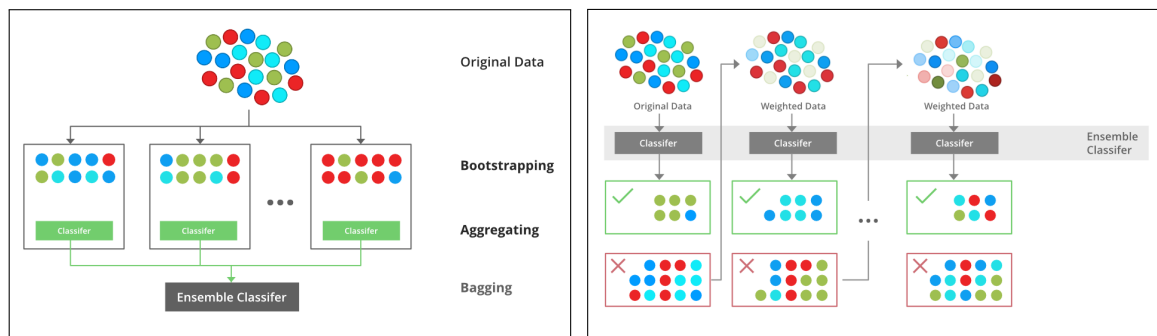 Original Data
Bootstrapping
Classifer
Classifer
Classifer
Aggregating
Ensemble Classifer
Bagging
Original Data
Weighted Data
Weighted Data
Classifer
Classifer
Classifer
Ensemble
Classifer